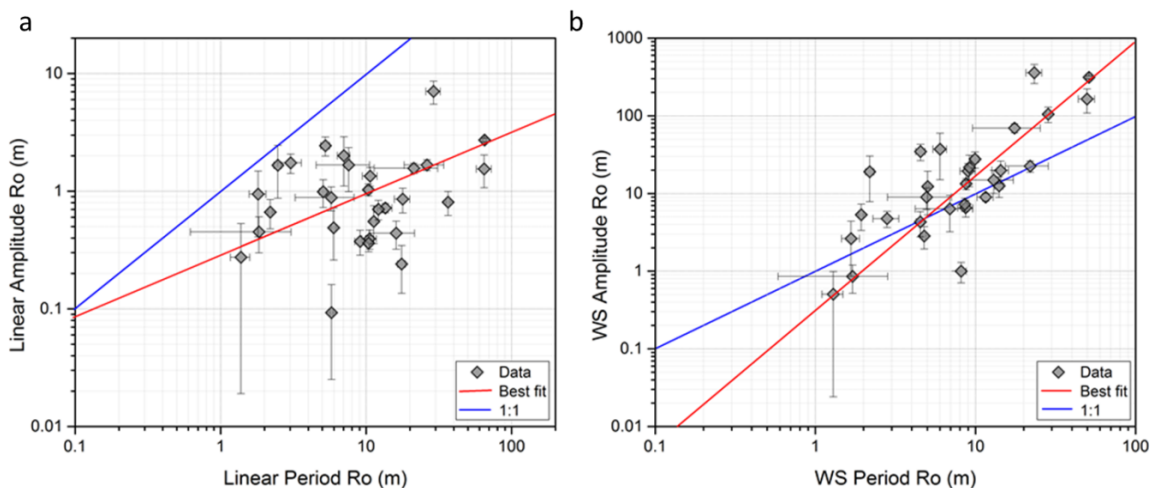 a
10
1
0.1
0.01
0.1
1
10
100
Linear Amplitude Ro (m)
Linear Period Ro (m)
Data
Best fit
1:1
b
1000
100
10
1
0.1
0.01
0.1
1
10
100
WS Amplitude Ro (m)
WS Period Ro (m)
Data
Best fit
1:1